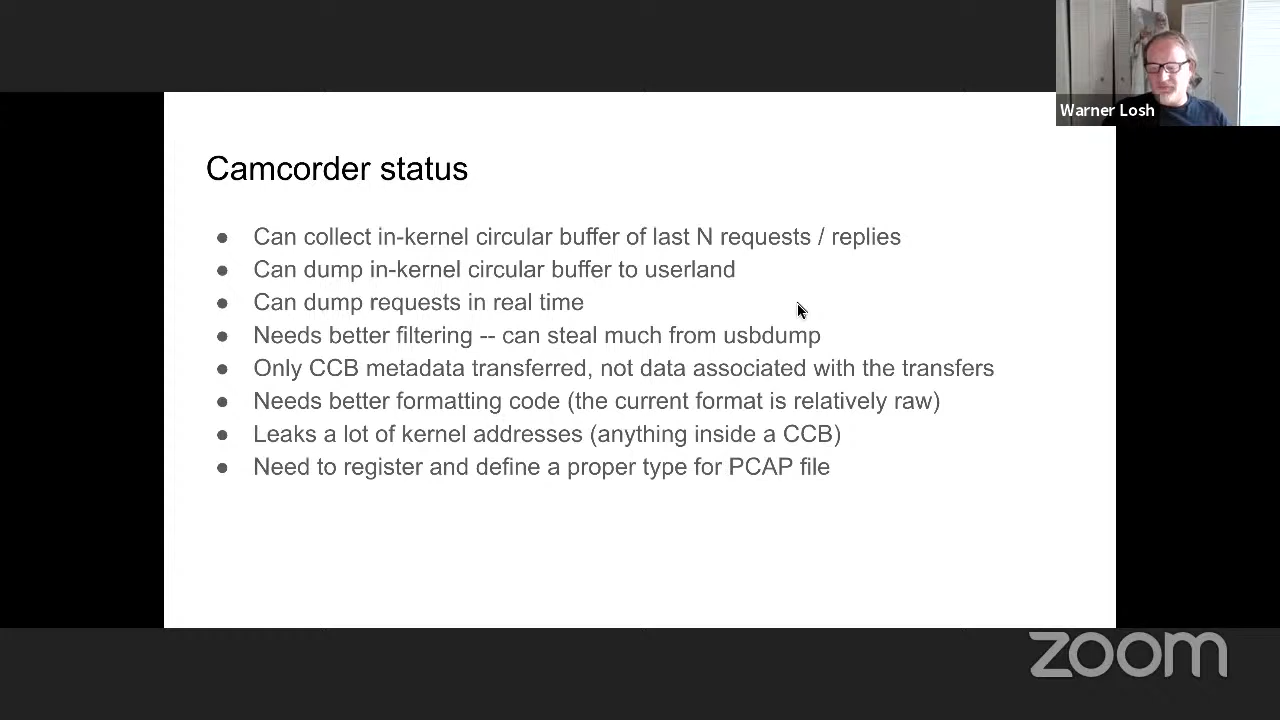 Warner Losh
Camcorder status
● Can collect in-kernel circular buffer of last N requests / replies
● Can dump in-kernel circular buffer to userland
● Can dump requests in real time
● Needs better filtering -- can steal much from usbdump
● Only CCB metadata transferred, not data associated with the transfers
● Needs better formatting code (the current format is relatively raw)
● Leaks a lot of kernel addresses (anything inside a CCB)
● Need to register and define a proper type for PCAP file
zoom